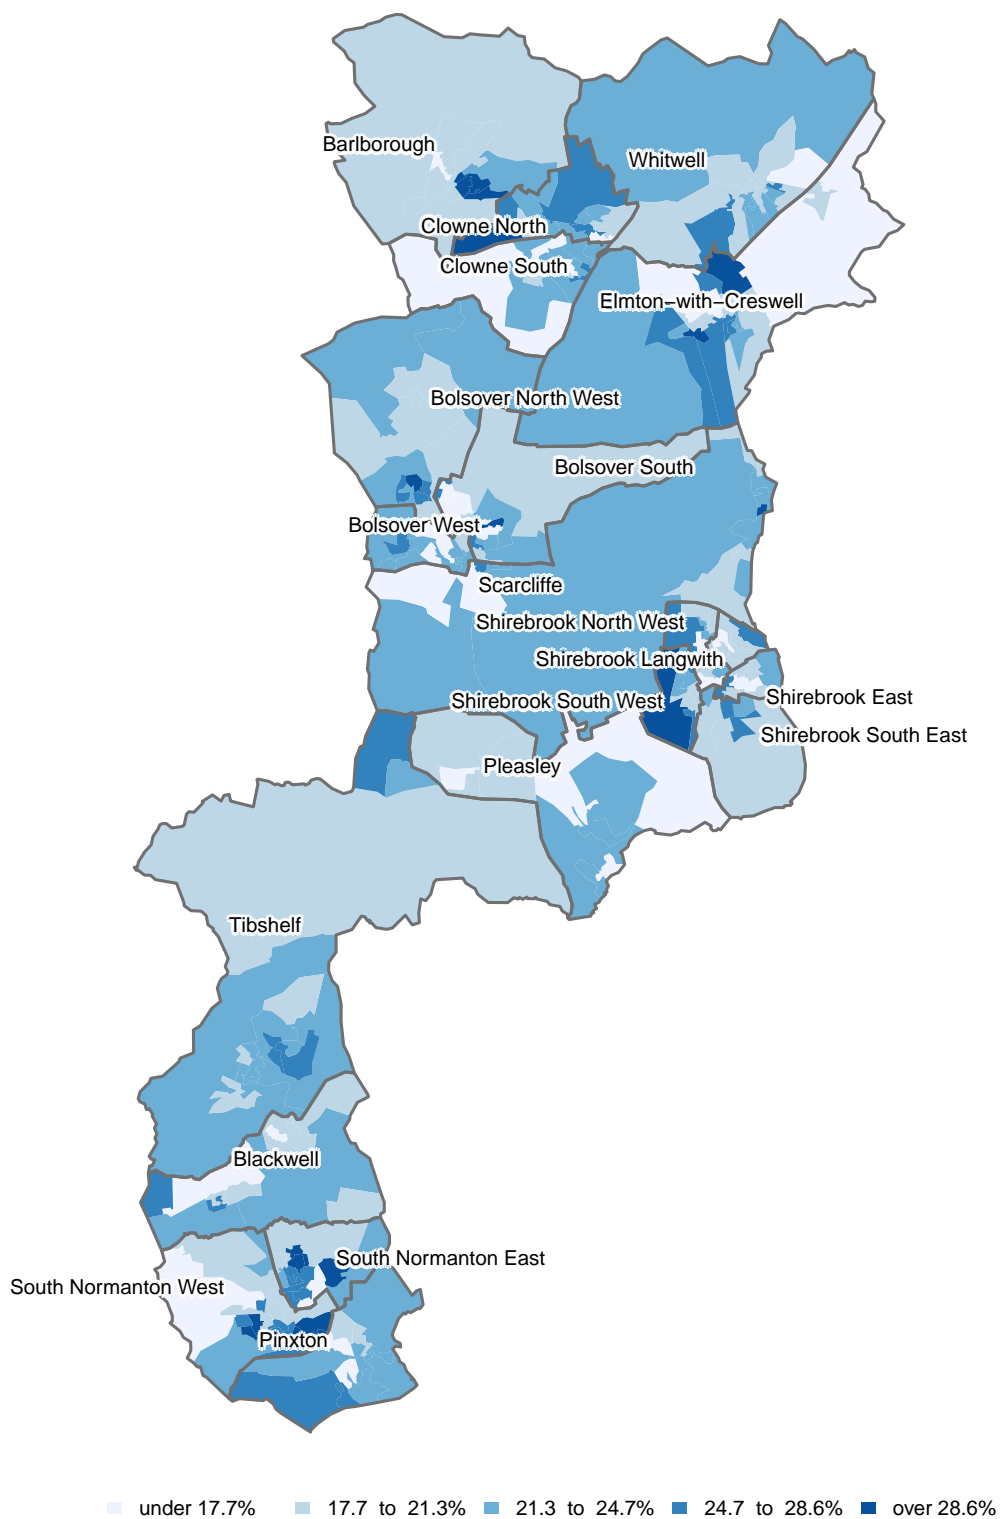 Barlborough
Whitwell
Clowne North
Clowne South
Elmton−with−Creswell
Bolsover North West
Bolsover South
Bolsover West
Scarcliffe
Shirebrook North West
Shirebrook Langwith
Shirebrook South West
Shirebrook East
Shirebrook South East
Pleasley
Tibshelf
Blackwell
South Normanton East
South Normanton West
Pinxton
under 17.7% 17.7 to 21.3% 21.3 to 24.7% 24.7 to 28.6% over 28.6%